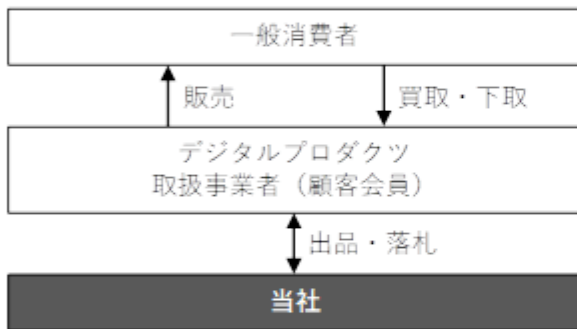 一般消費者
販売
買取・下取
デジタルプロダクツ
取扱事業者（顧客会員）
出品・落札
当社